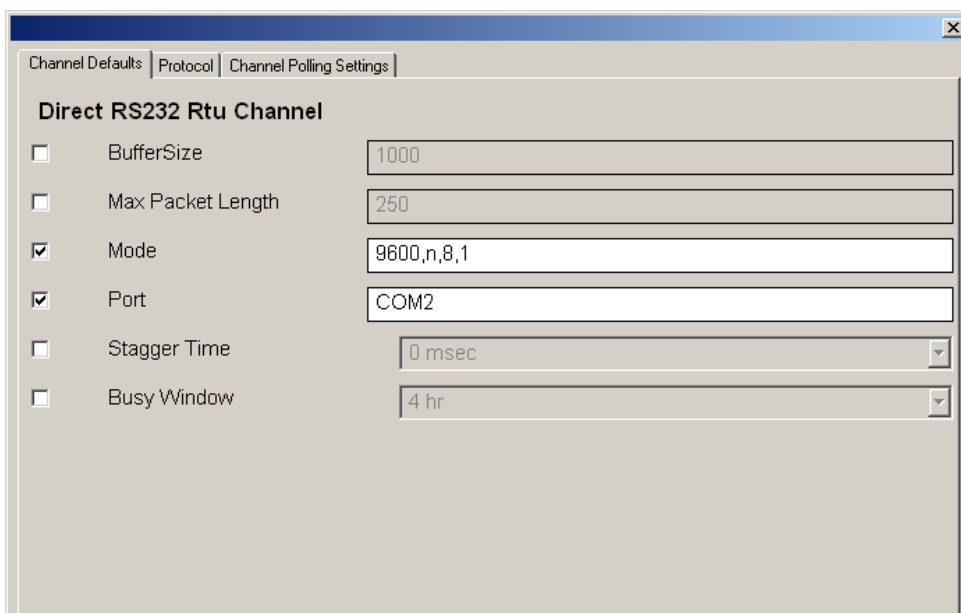 Channel Defaults Protocol Channel Polling Settings
Direct RS232 Rtu Channel
BufferSize 1000
Max Packet Length 250
Mode 9600,n,8,1
Port COM2
Stagger Time 0 msec
Busy Window 4 hr